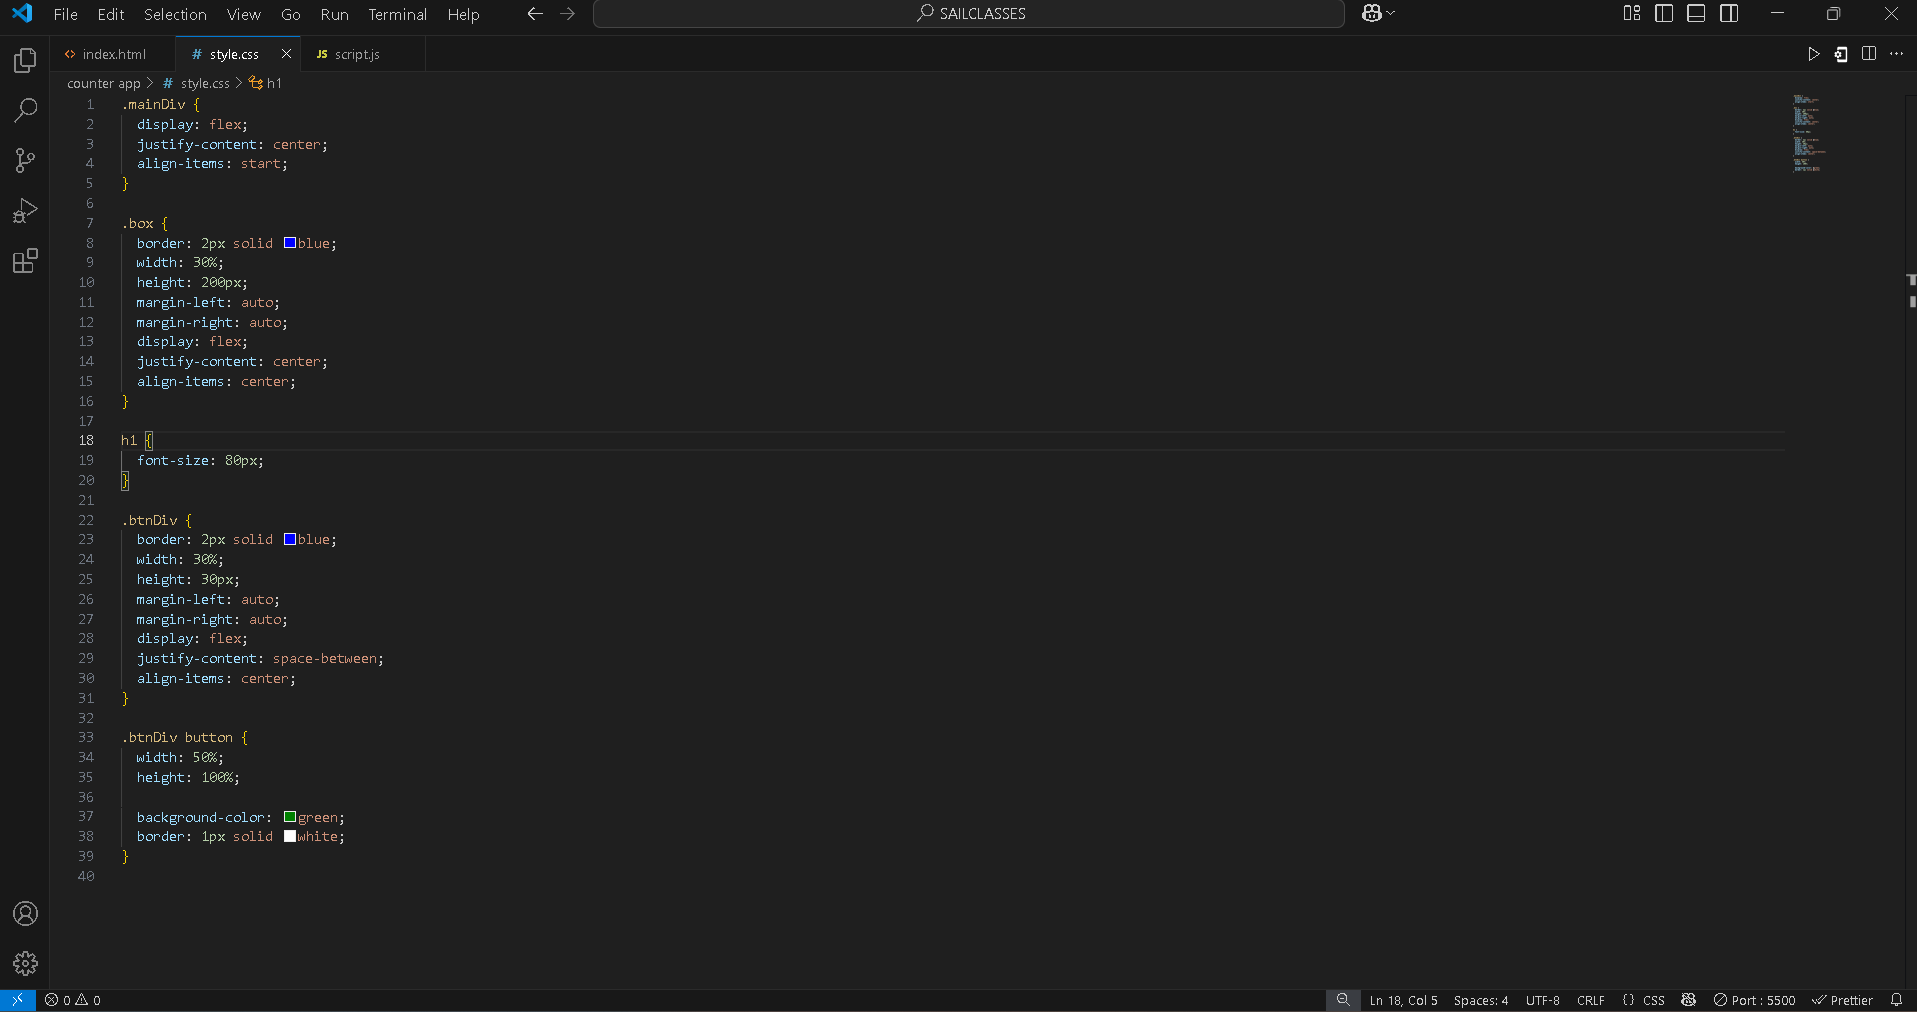 File Edit Selection View Go Run Terminal Help SAILCLASSES
index.html # style.css JS script.js
counter app > # style.css > h1
1 .mainDiv {
2 display: flex;
3 justify-content: center;
4 align-items: start;
5 }
6
7 .box {
8 border: 2px solid blue;
9 width: 30%;
10 height: 200px;
11 margin-left: auto;
12 margin-right: auto;
13 display: flex;
14 justify-content: center;
15 align-items: center;
16 }
17
18 h1 {
19 font-size: 80px;
20 }
21
22 .btnDiv {
23 border: 2px solid blue;
24 width: 30%;
25 height: 30px;
26 margin-left: auto;
27 margin-right: auto;
28 display: flex;
29 justify-content: space-between;
30 align-items: center;
31 }
32
33 .btnDiv button {
34 width: 50%;
35 height: 100%;
36
37 background-color: green;
38 border: 1px solid white;
39 }
40
0 0 Ln 18, Col 5 Spaces: 4 UTF-8 CRLF {} CSS Port : 5500 Prettier